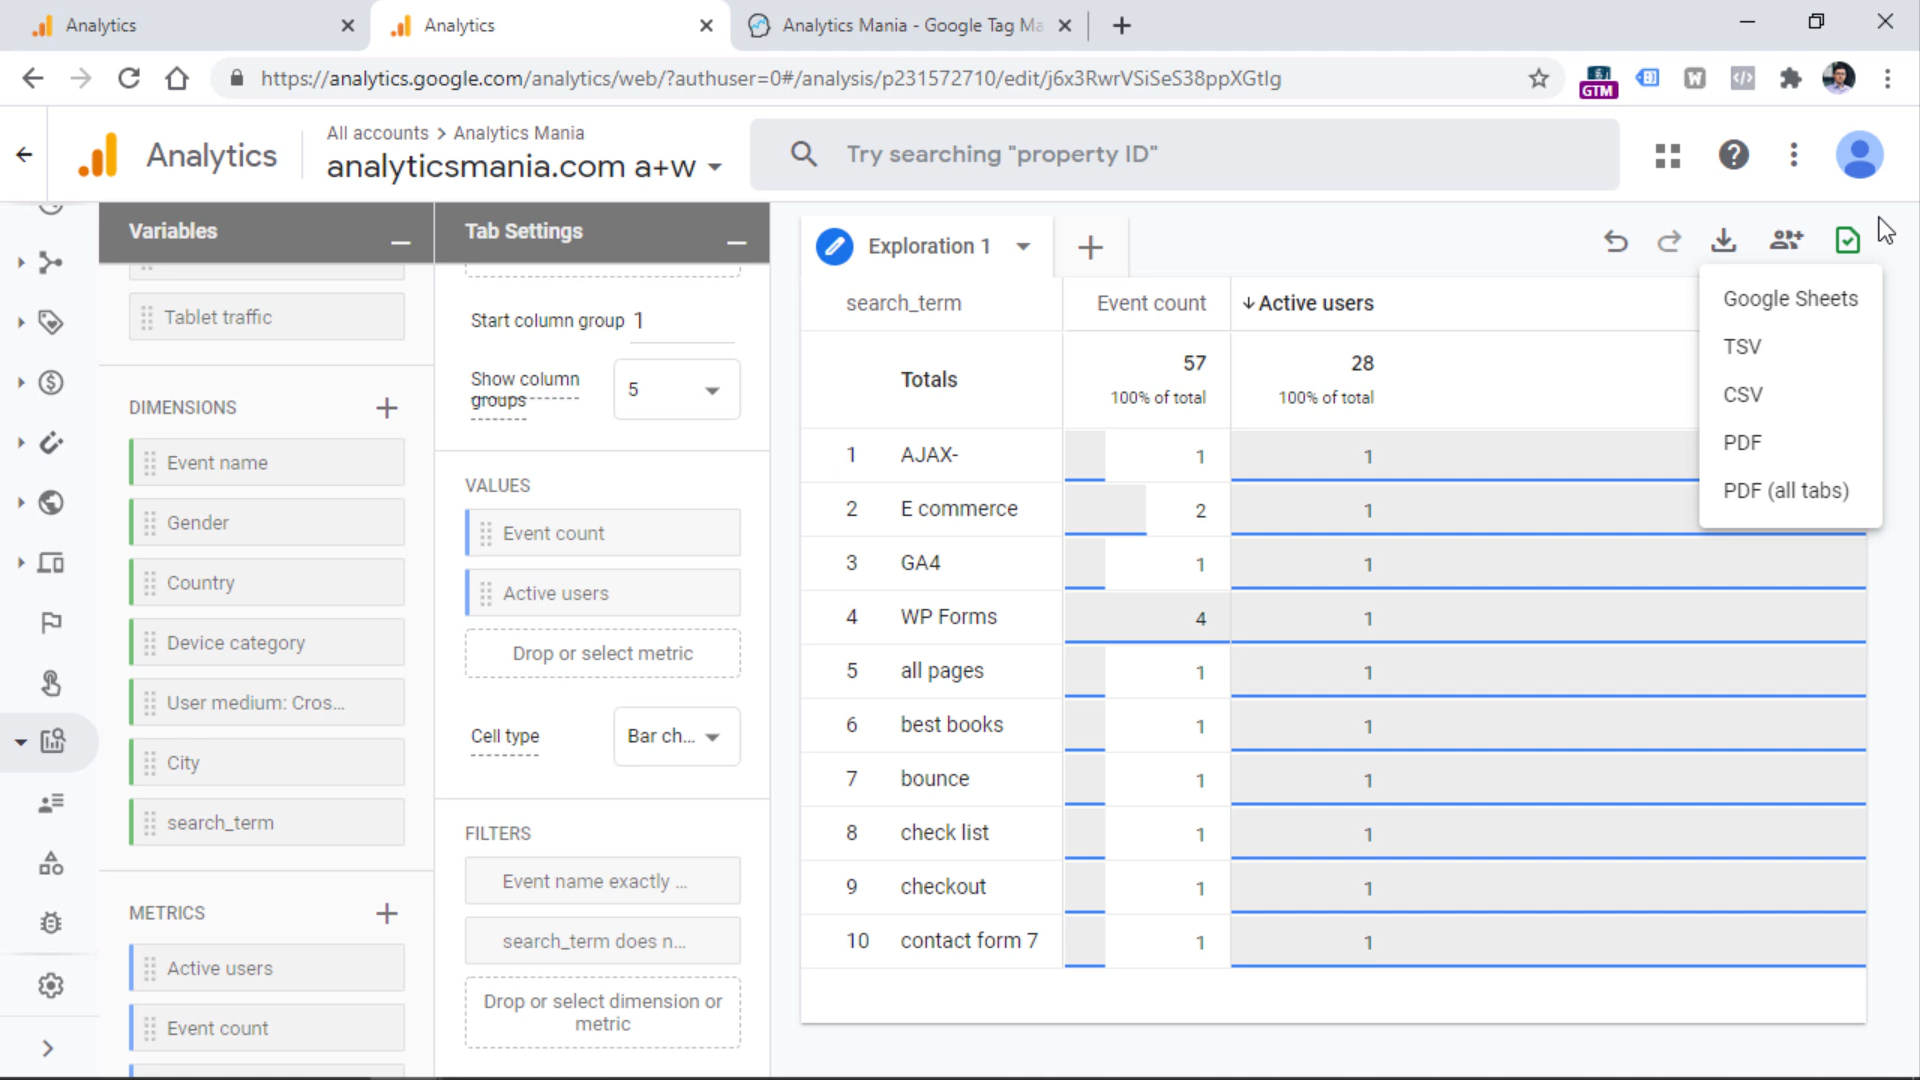 Analytics
Analytics
Analytics Mania - Google Tag Ma
https://analytics.google.com/analytics/web/?authuser=0#/analysis/p231572710/edit/j6x3RwrVSiSeS38ppXGtIg
GTM
W
Analytics
All accounts > Analytics Mania
analyticsmania.com a+w
Try searching "property ID"
Variables
Tablet traffic
DIMENSIONS
Event name
Gender
Country
Device category
User medium: Cros...
City
search_term
METRICS
Active users
Event count
Tab Settings
Start column group 1
Show column groups 5
VALUES
Event count
Active users
Drop or select metric
Cell type Bar ch...
FILTERS
Event name exactly ...
search_term does n...
Drop or select dimension or
metric
Exploration 1
search_term Event count Active users
Totals 57 28
100% of total 100% of total
1 AJAX- 1 1
2 E commerce 2 1
3 GA4 1 1
4 WP Forms 4 1
5 all pages 1 1
6 best books 1 1
7 bounce 1 1
8 check list 1 1
9 checkout 1 1
10 contact form 7 1 1
Google Sheets
TSV
CSV
PDF
PDF (all tabs)